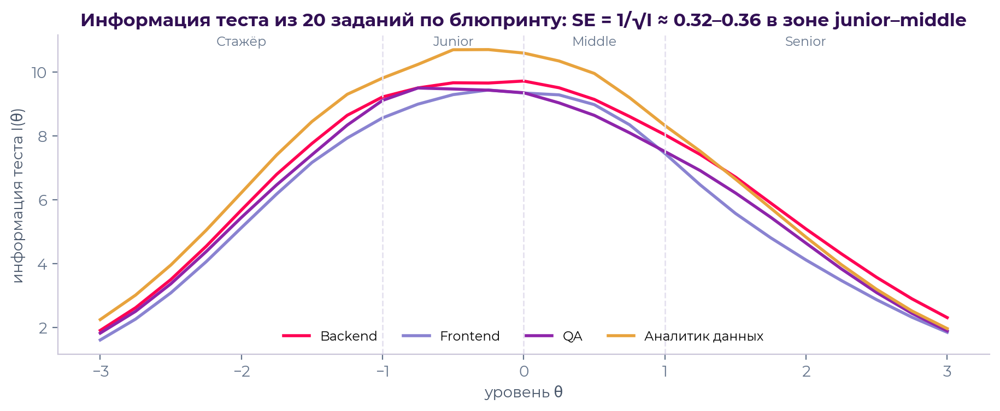 Информация теста из 20 заданий по блюпринту: SE = 1/√I ≈ 0.32–0.36 в зоне junior–middle
Стажёр Junior Middle Senior
информация теста I(θ)
10
8
6
4
2
Backend Frontend QA Аналитик данных
−3 −2 −1 0 1 2 3
уровень θ